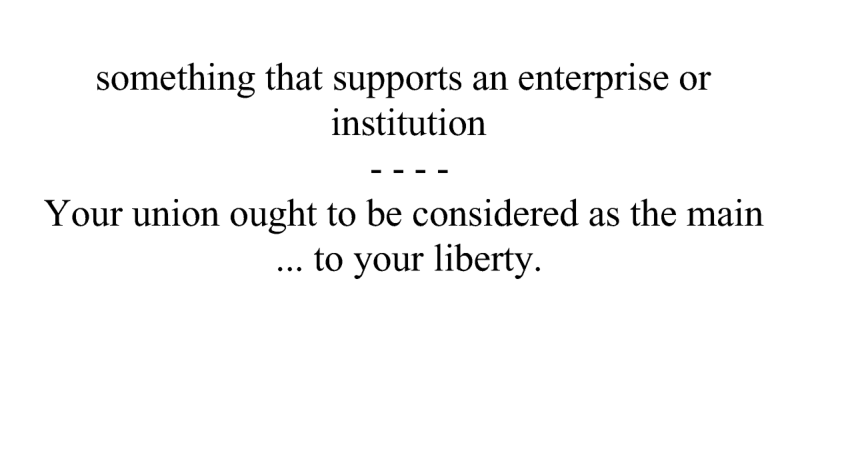 something that supports an enterprise or
institution
- - - -
Your union ought to be considered as the main
... to your liberty.